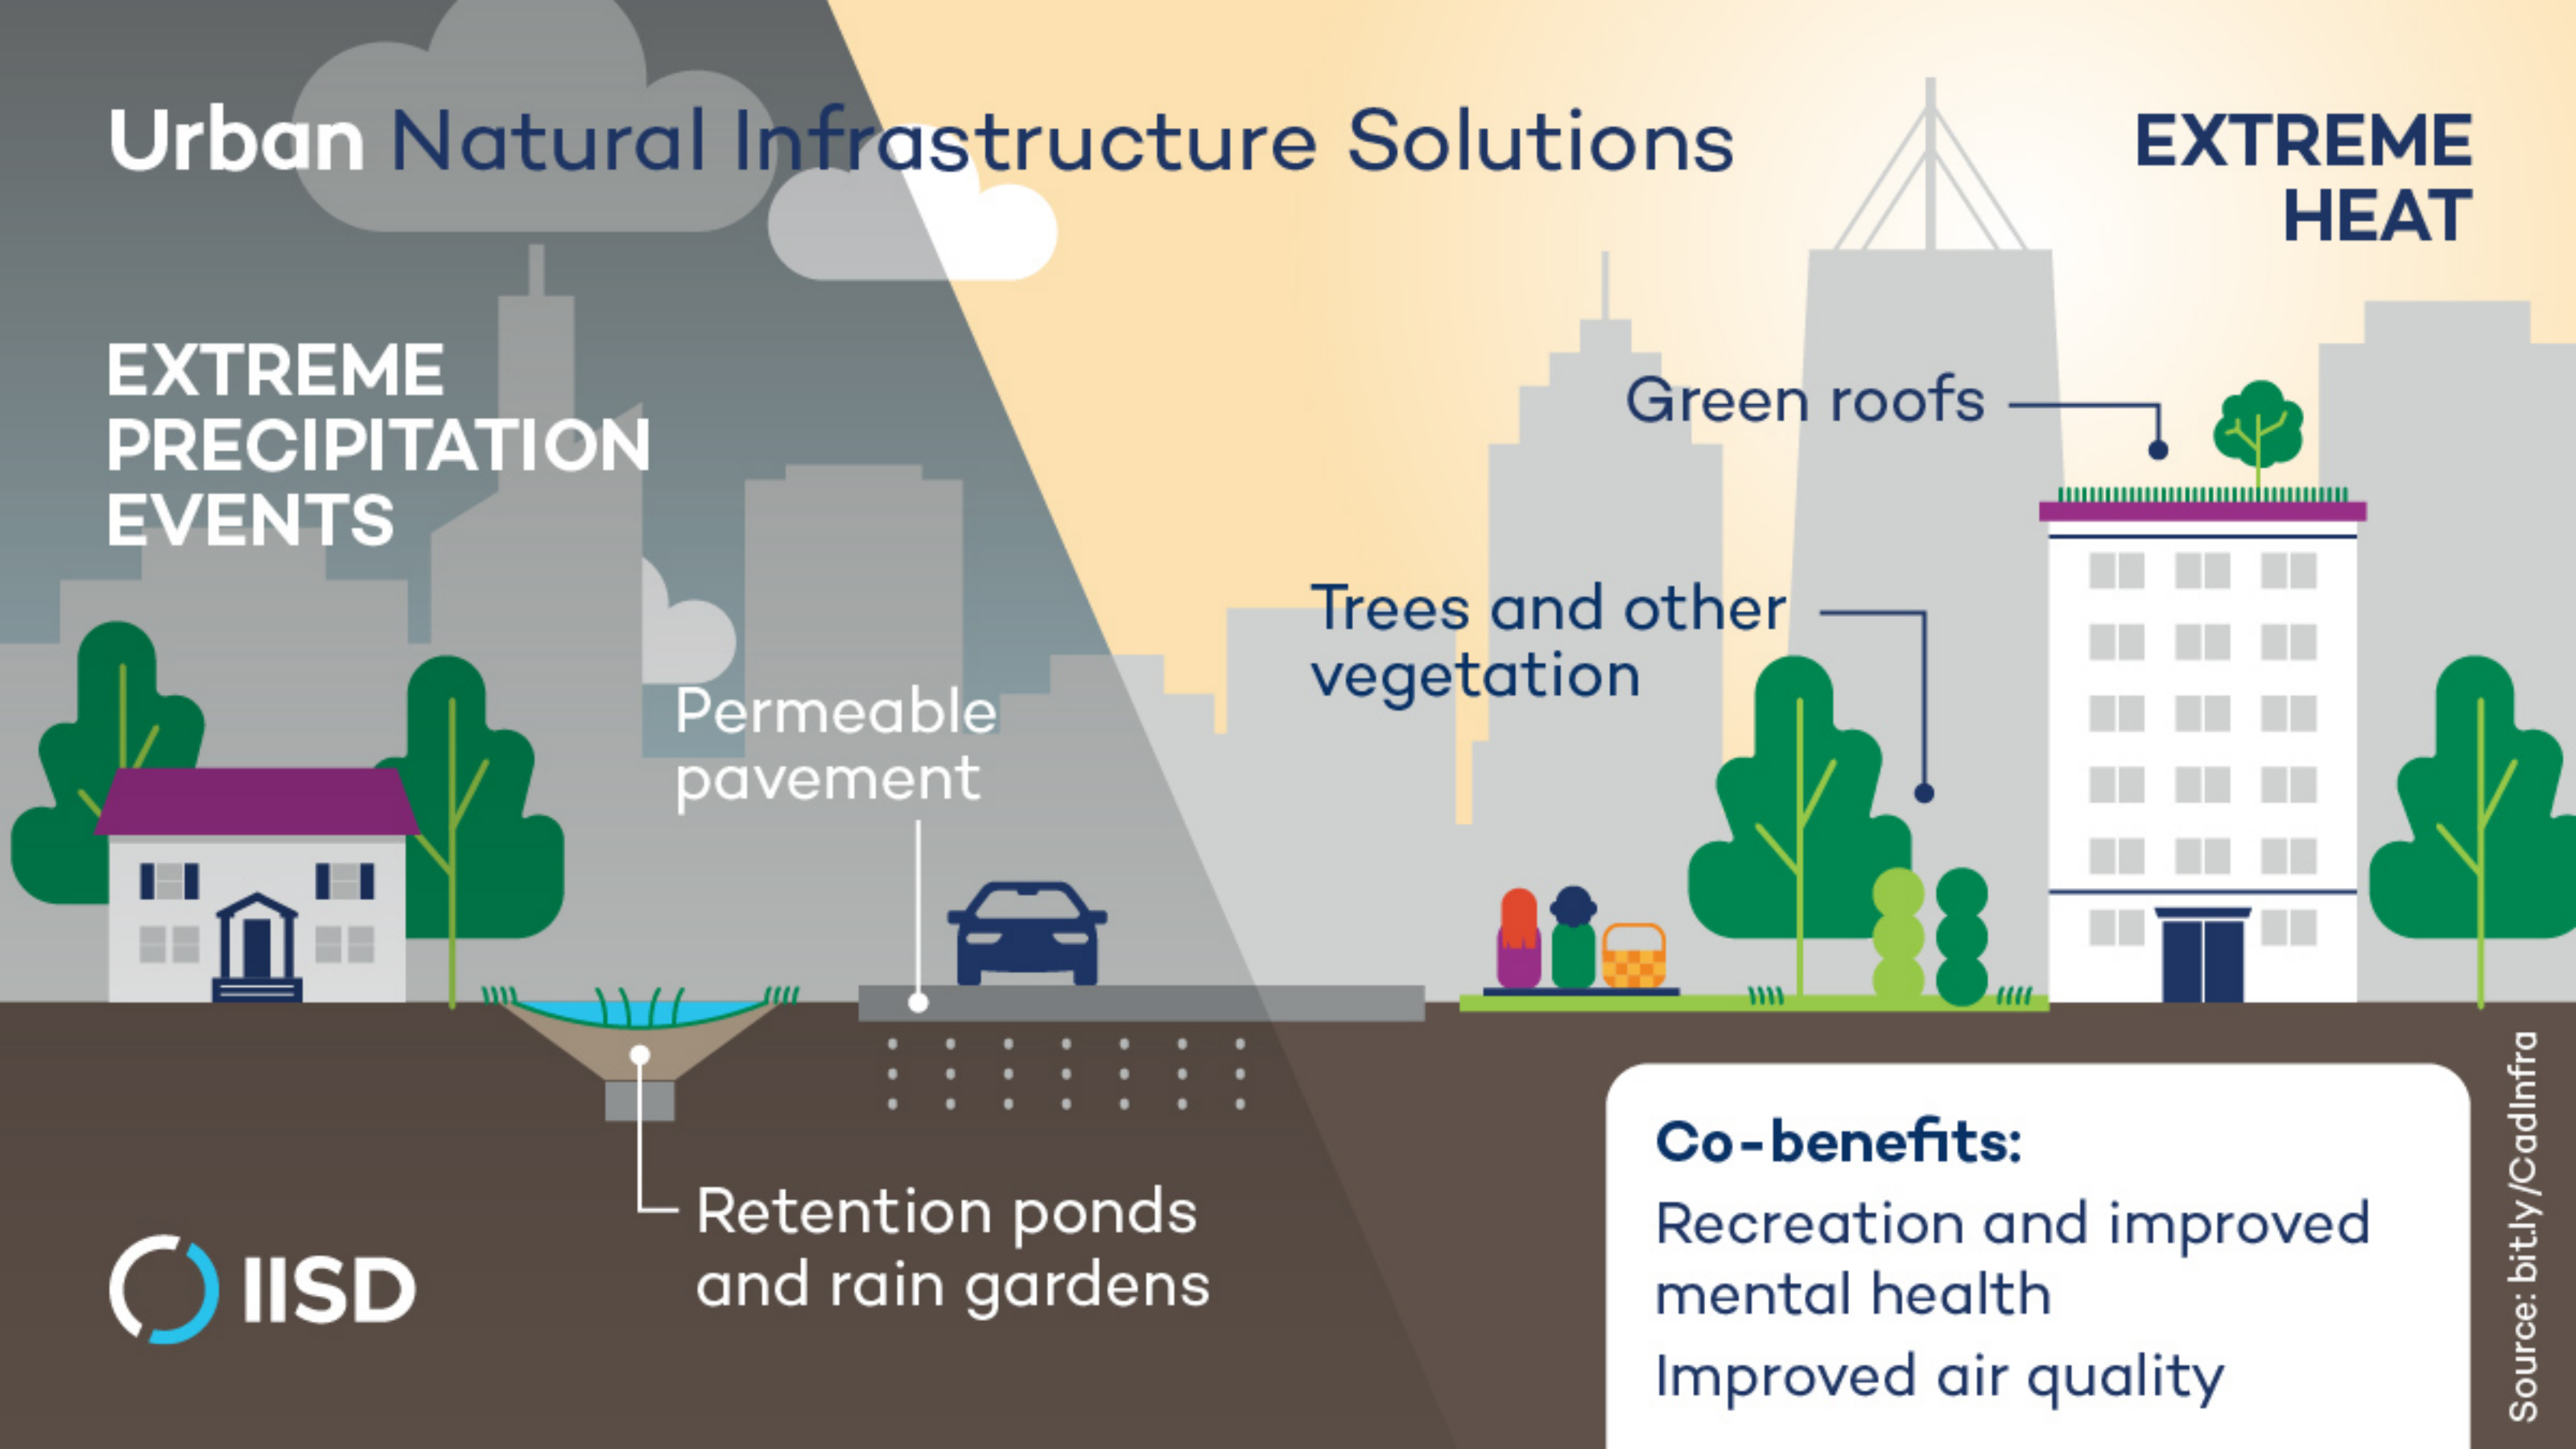 Urban Natural Infrastructure Solutions
EXTREME
HEAT
EXTREME
PRECIPITATION
EVENTS
Green roofs
Trees and other
vegetation
Permeable
pavement
Retention ponds
and rain gardens
IISD
Co-benefits:
Recreation and improved
mental health
Improved air quality
Source: bit.ly/CadInfra